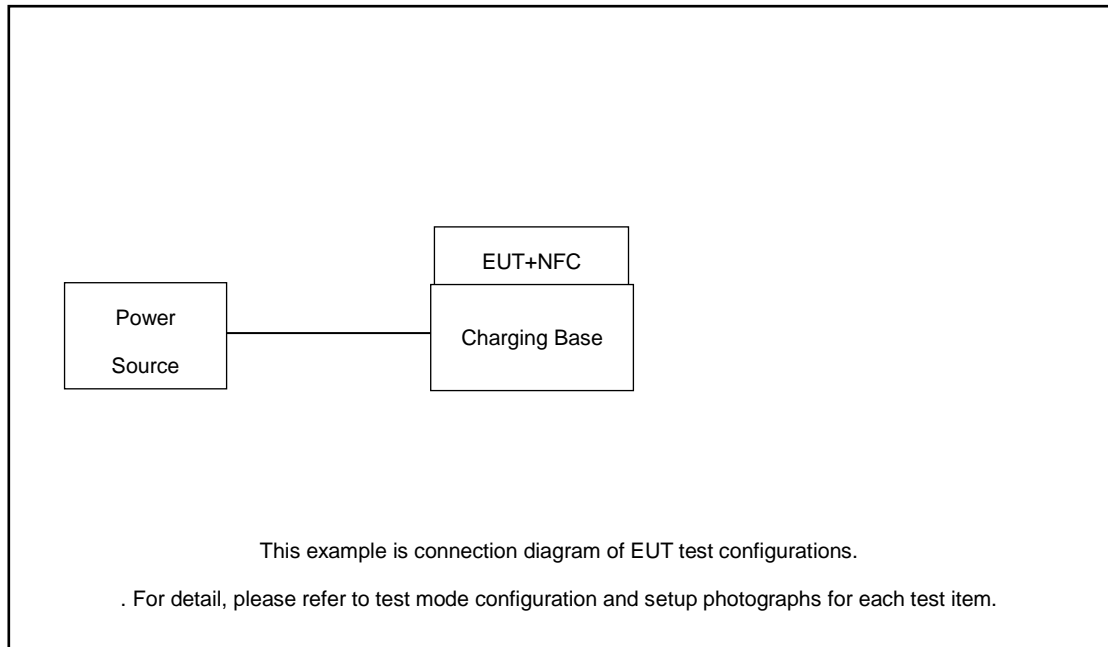 EUT+NFC
Power
Source
Charging Base
This example is connection diagram of EUT test configurations.
. For detail, please refer to test mode configuration and setup photographs for each test item.